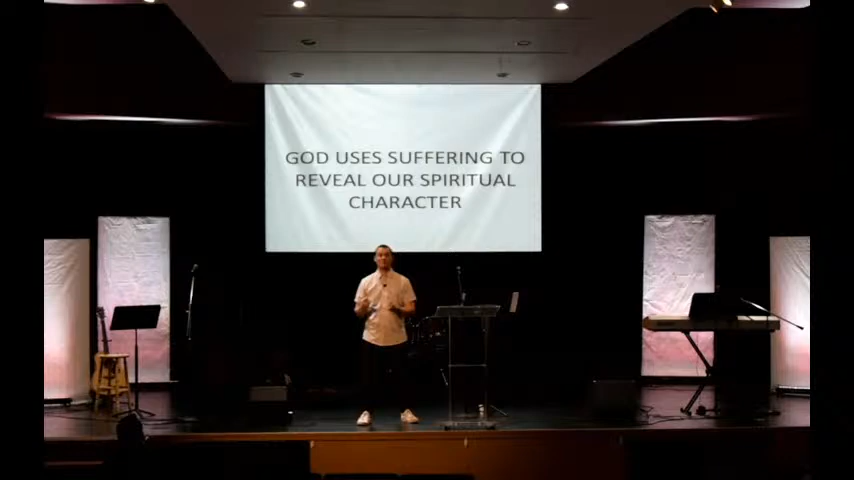 GOD USES SUFFERING TO
REVEAL OUR SPIRITUAL
CHARACTER